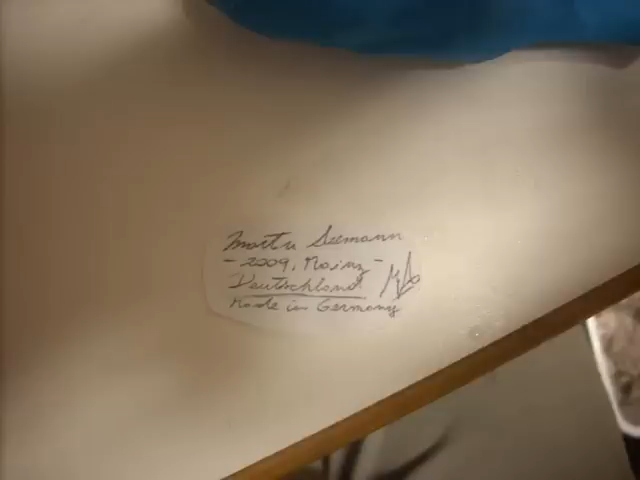 Martin Seemann
- 2009, Mainz -
Deutschland
Made in Germany